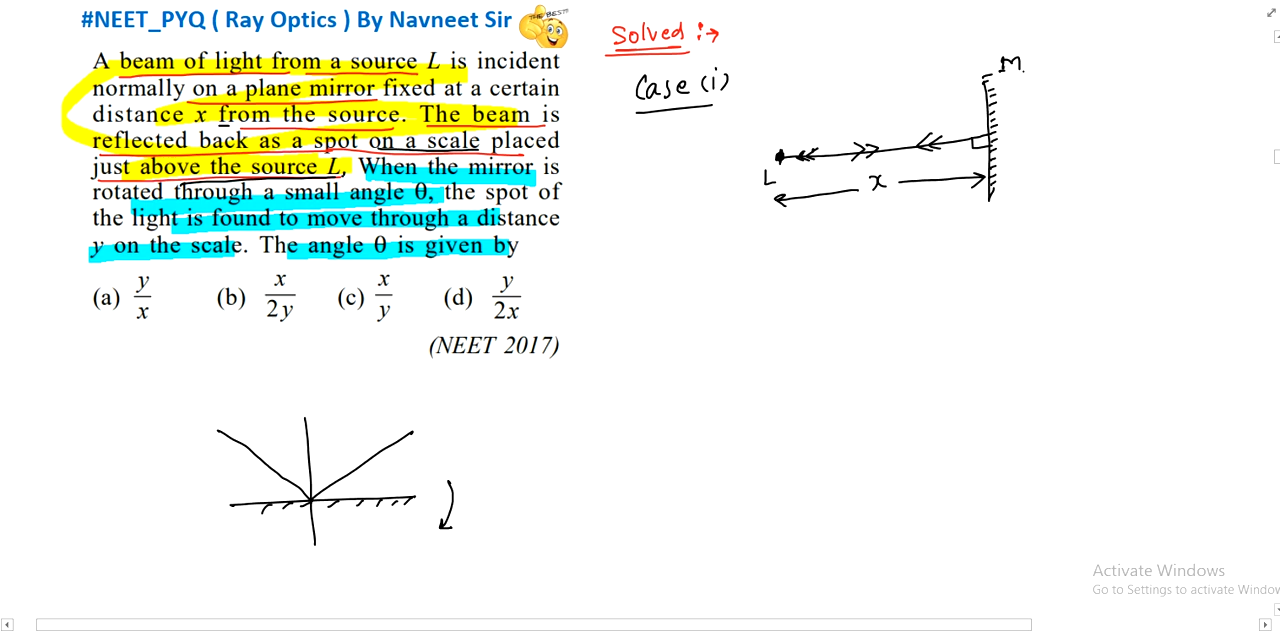 #NEET_PYQ ( Ray Optics ) By Navneet Sir
THE BEST!!
A beam of light from a source L is incident
normally on a plane mirror fixed at a certain
distance x from the source. The beam is
reflected back as a spot on a scale placed
just above the source L, When the mirror is
rotated through a small angle θ, the spot of
the light is found to move through a distance
y on the scale. The angle θ is given by
(a) y/x (b) x/2y (c) x/y (d) y/2x
(NEET 2017)
Solved :→
Case (i)
M.
L
x
Activate Windows
Go to Settings to activate Window